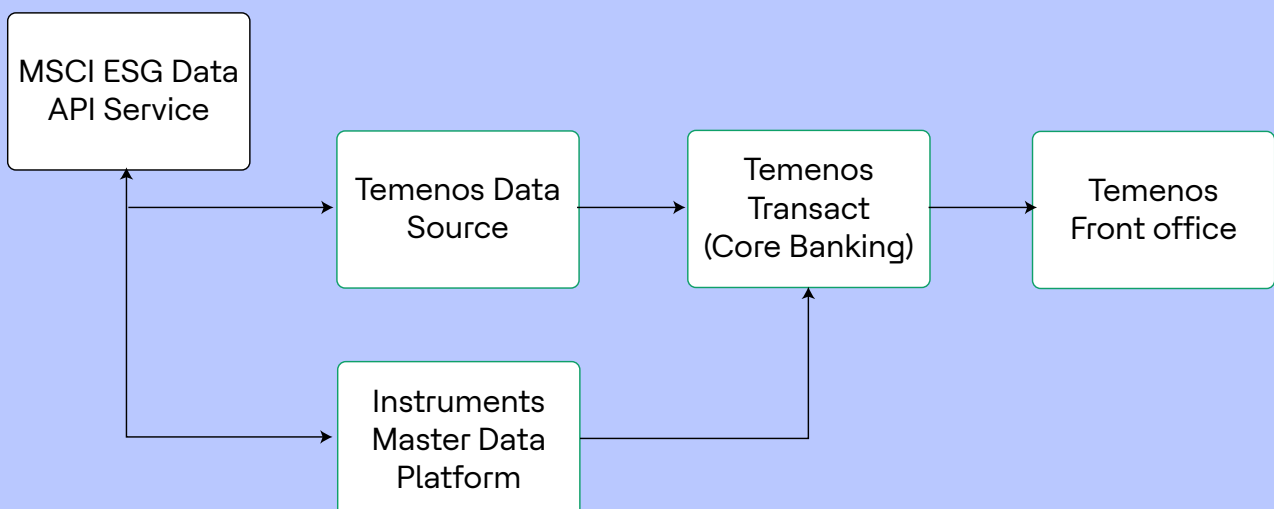 MSCI ESG Data
API Service
Temenos Data
Source
Temenos
Transact
(Core Banking)
Temenos
Front office
Instruments
Master Data
Platform